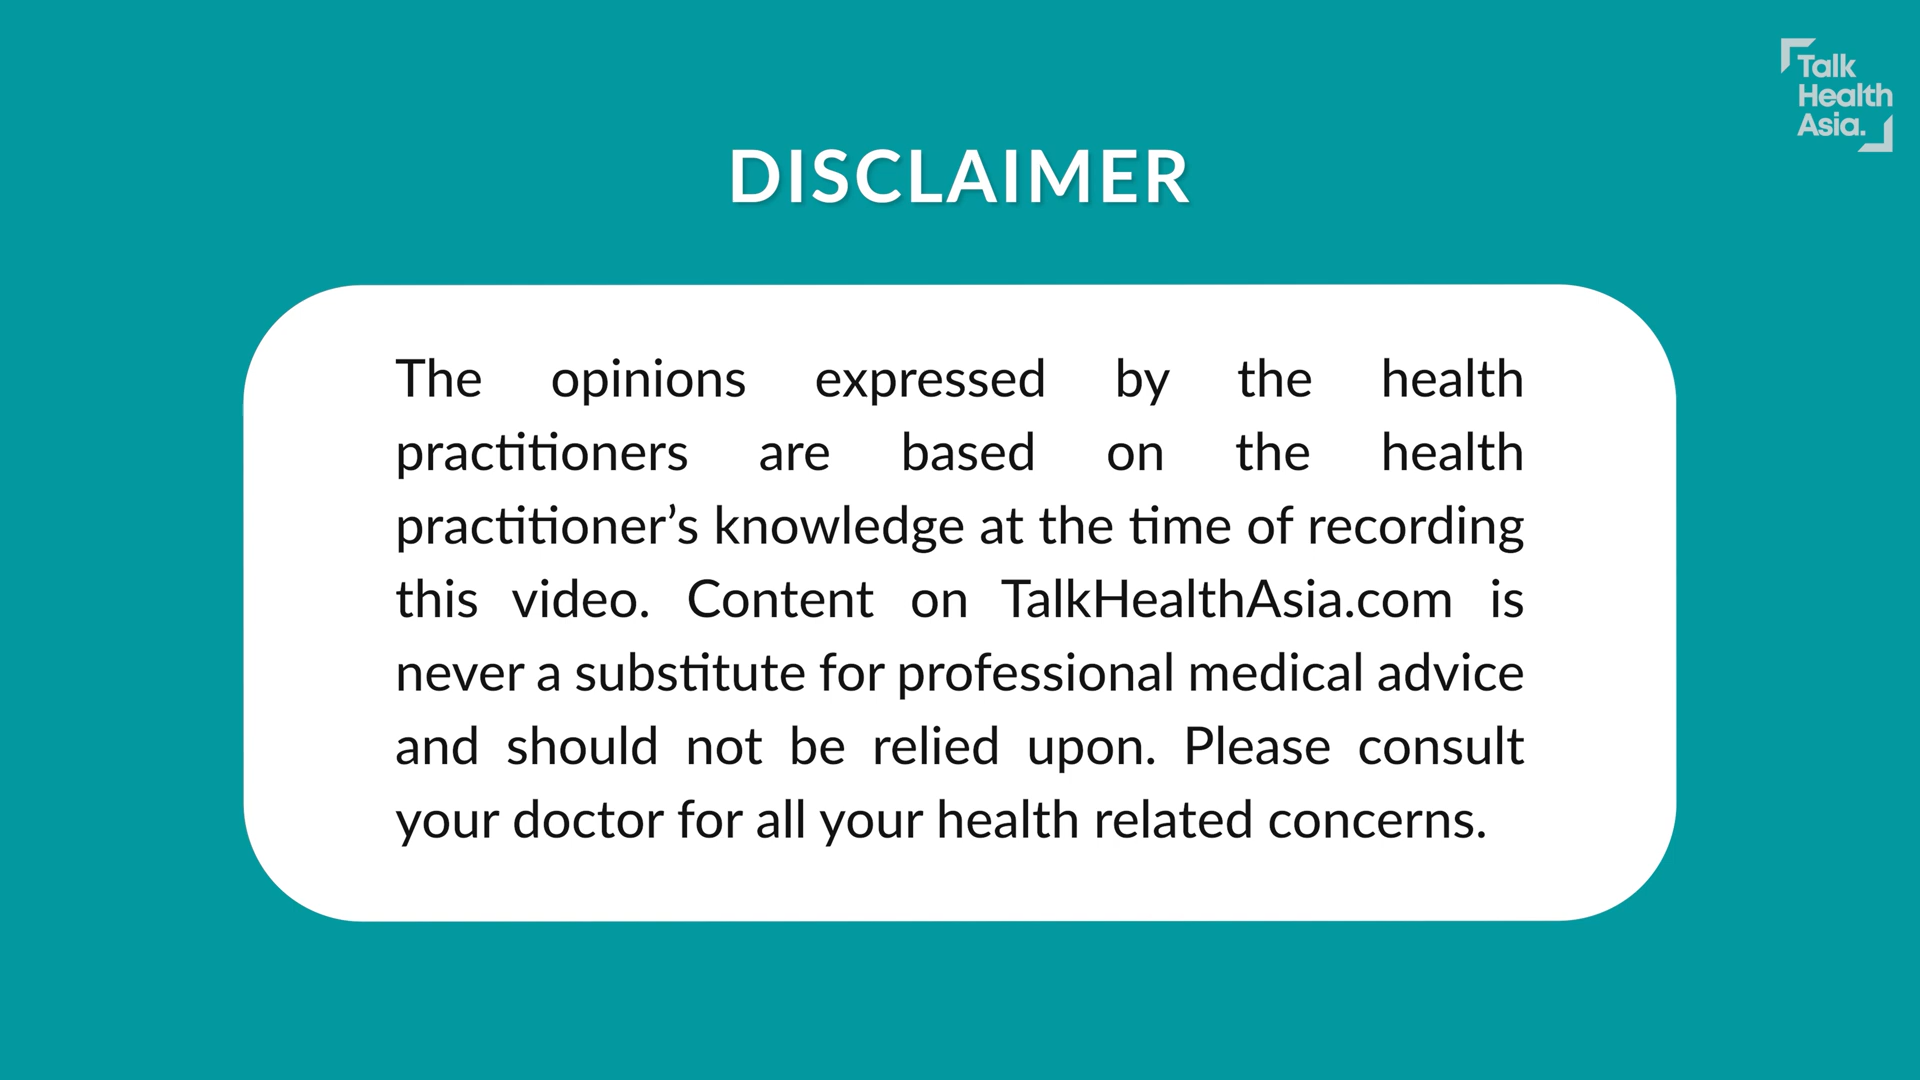 Talk
Health
Asia.
DISCLAIMER
The opinions expressed by the health
practitioners are based on the health
practitioner’s knowledge at the time of recording
this video. Content on TalkHealthAsia.com is
never a substitute for professional medical advice
and should not be relied upon. Please consult
your doctor for all your health related concerns.